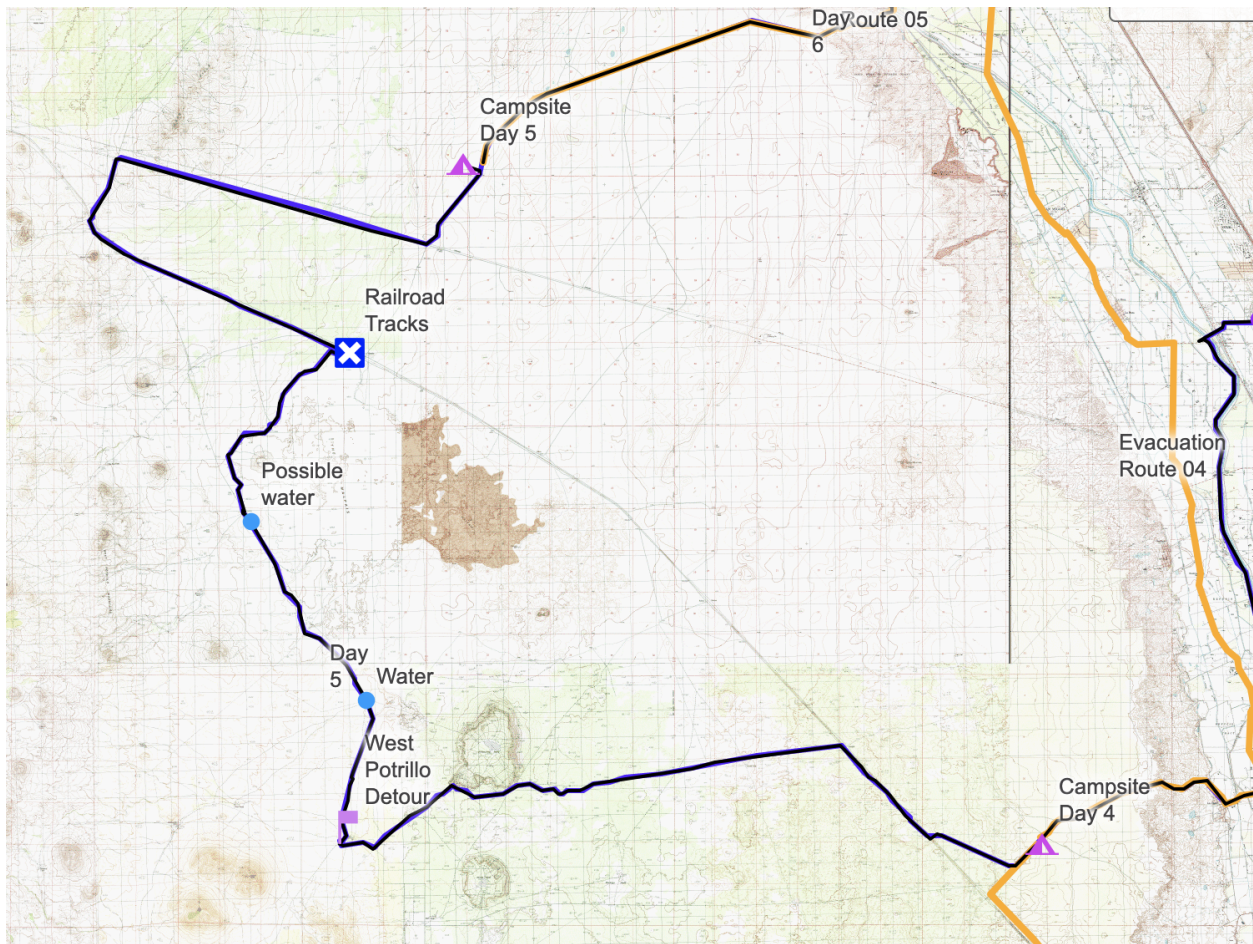 Day Route 05
6
Campsite
Day 5
Railroad
Tracks
Evacuation
Route 04
Possible
water
Day
5
Water
West
Potrillo
Detour
Campsite
Day 4